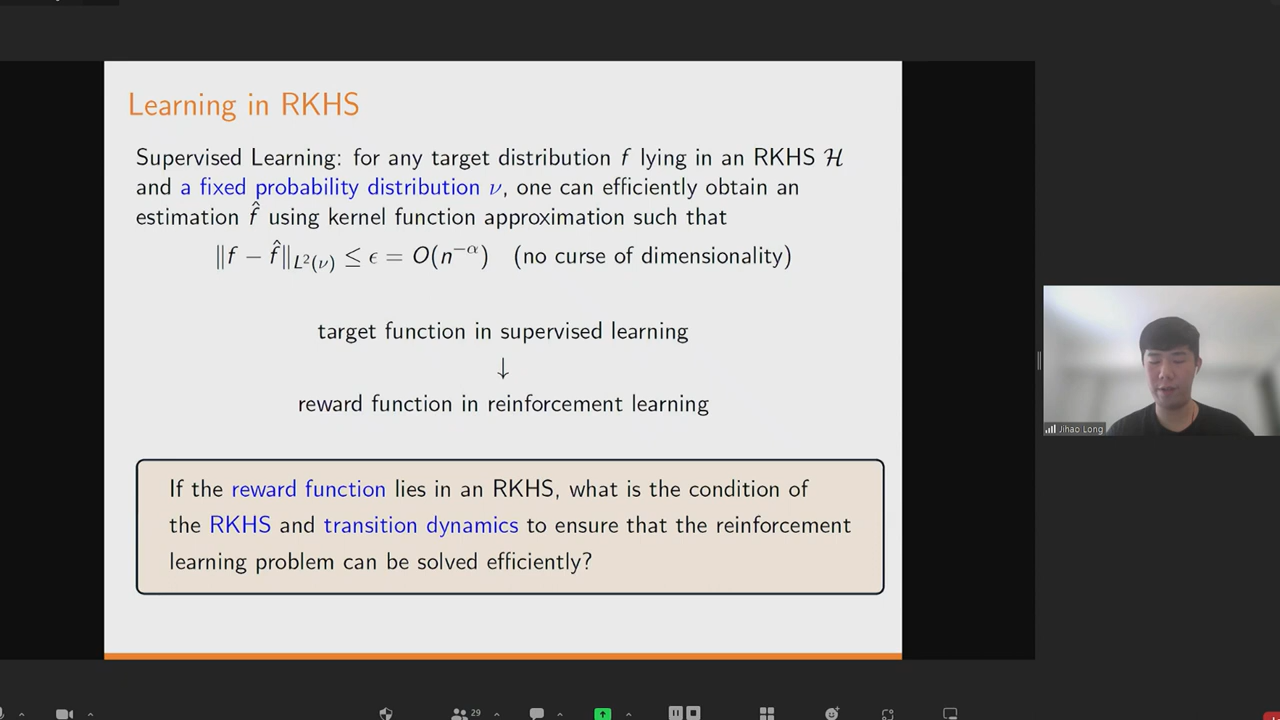 Learning in RKHS
Supervised Learning: for any target distribution f lying in an RKHS ℋ
and a fixed probability distribution ν, one can efficiently obtain an
estimation f̂ using kernel function approximation such that
‖f − f̂‖_{L²(ν)} ≤ ϵ = O(n^{−α}) (no curse of dimensionality)
target function in supervised learning
↓
reward function in reinforcement learning
If the reward function lies in an RKHS, what is the condition of
the RKHS and transition dynamics to ensure that the reinforcement
learning problem can be solved efficiently?
Jihao Long
29